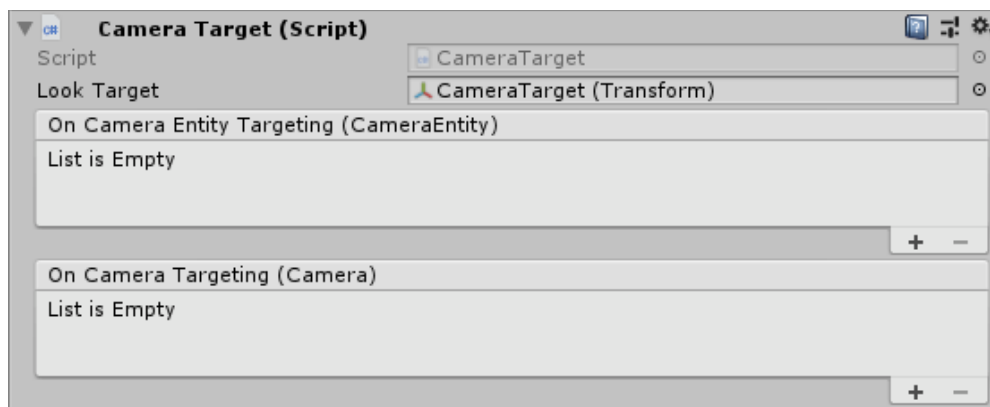 Camera Target (Script)
Script CameraTarget
Look Target CameraTarget (Transform)
On Camera Entity Targeting (CameraEntity)
List is Empty
+ −
On Camera Targeting (Camera)
List is Empty
+ −